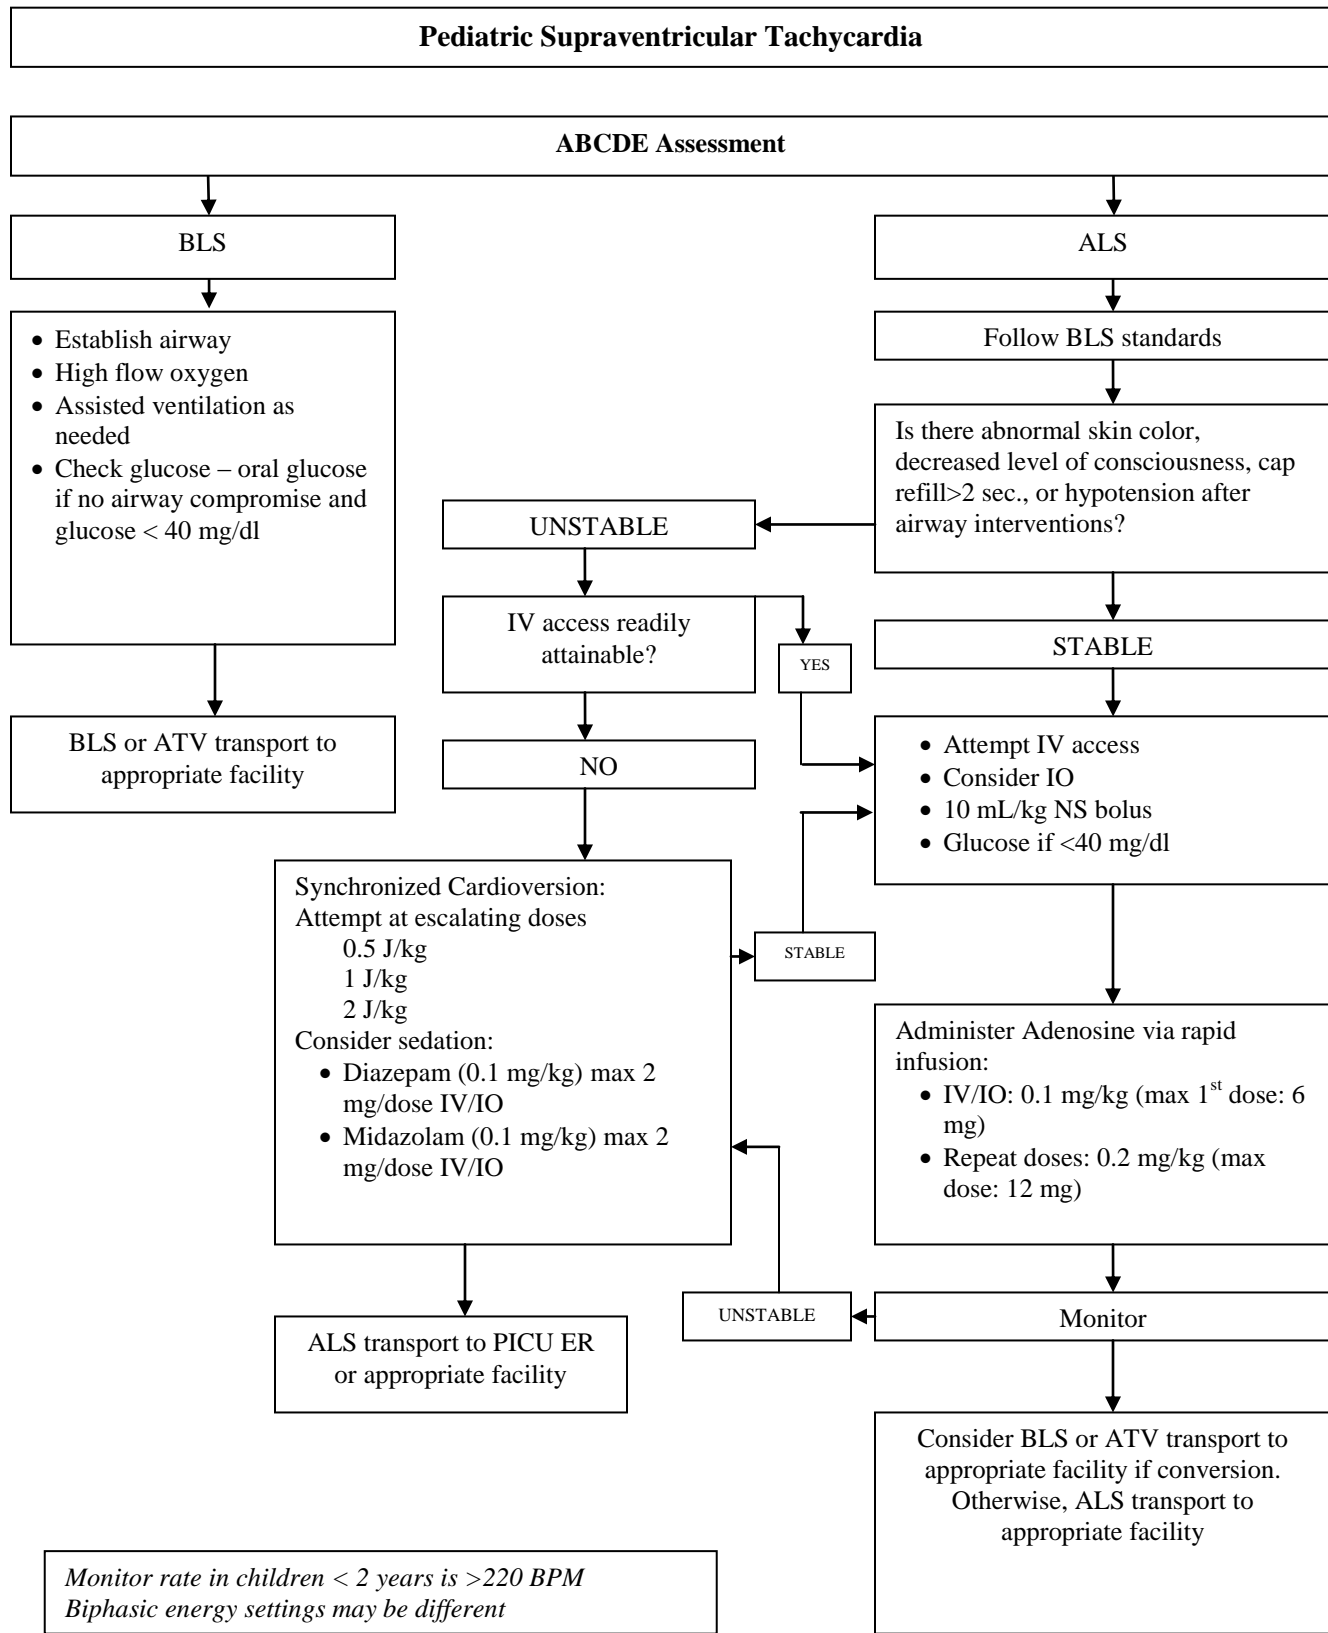 Pediatric Supraventricular Tachycardia
ABCDE Assessment
BLS
ALS
• Establish airway
• High flow oxygen
• Assisted ventilation as
needed
• Check glucose – oral glucose
if no airway compromise and
glucose < 40 mg/dl
Follow BLS standards
Is there abnormal skin color,
decreased level of consciousness, cap
refill>2 sec., or hypotension after
airway interventions?
UNSTABLE
IV access readily
attainable?
YES
STABLE
BLS or ATV transport to
appropriate facility
NO
• Attempt IV access
• Consider IO
• 10 mL/kg NS bolus
• Glucose if <40 mg/dl
Synchronized Cardioversion:
Attempt at escalating doses
0.5 J/kg
1 J/kg
2 J/kg
Consider sedation:
• Diazepam (0.1 mg/kg) max 2
mg/dose IV/IO
• Midazolam (0.1 mg/kg) max 2
mg/dose IV/IO
STABLE
Administer Adenosine via rapid
infusion:
• IV/IO: 0.1 mg/kg (max 1st dose: 6
mg)
• Repeat doses: 0.2 mg/kg (max
dose: 12 mg)
UNSTABLE
Monitor
ALS transport to PICU ER
or appropriate facility
Consider BLS or ATV transport to
appropriate facility if conversion.
Otherwise, ALS transport to
appropriate facility
Monitor rate in children < 2 years is >220 BPM
Biphasic energy settings may be different